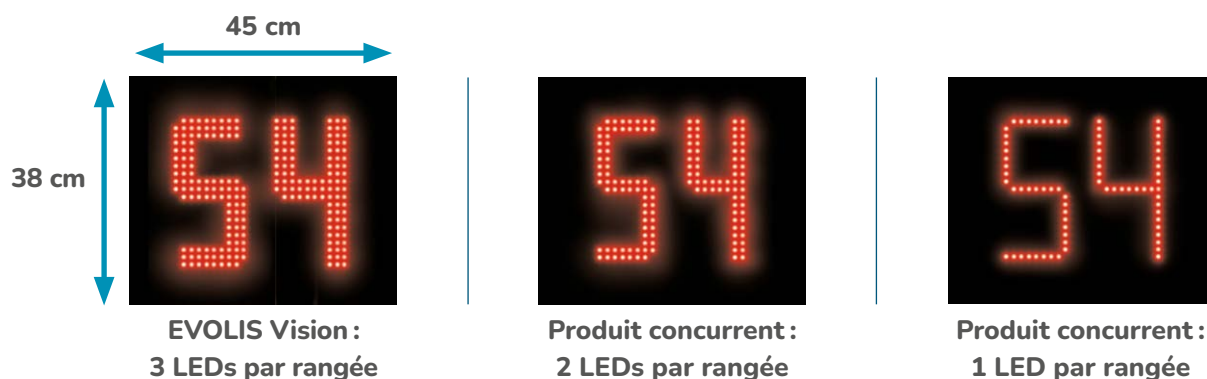 45 cm
38 cm
54
54
54
EVOLIS Vision :
3 LEDs par rangée
Produit concurrent :
2 LEDs par rangée
Produit concurrent :
1 LED par rangée